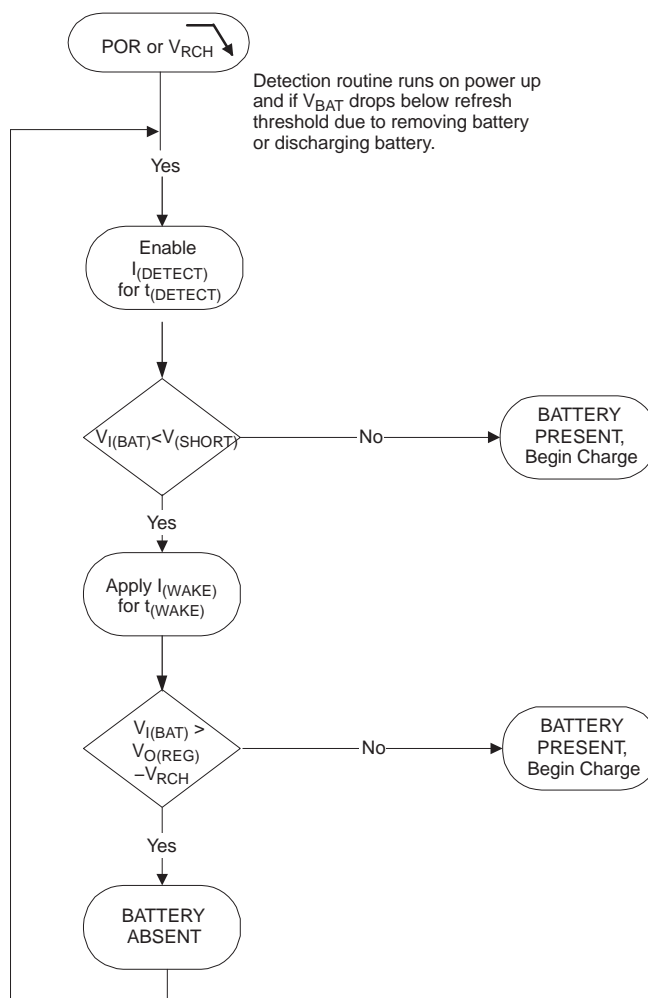 POR or VRCH
Detection routine runs on power up
and if VBAT drops below refresh
threshold due to removing battery
or discharging battery.
Yes
Enable
I(DETECT)
for t(DETECT)
VI(BAT)<V(SHORT)
No
BATTERY
PRESENT,
Begin Charge
Yes
Apply I(WAKE)
for t(WAKE)
VI(BAT) >
VO(REG)
–VRCH
No
BATTERY
PRESENT,
Begin Charge
Yes
BATTERY
ABSENT